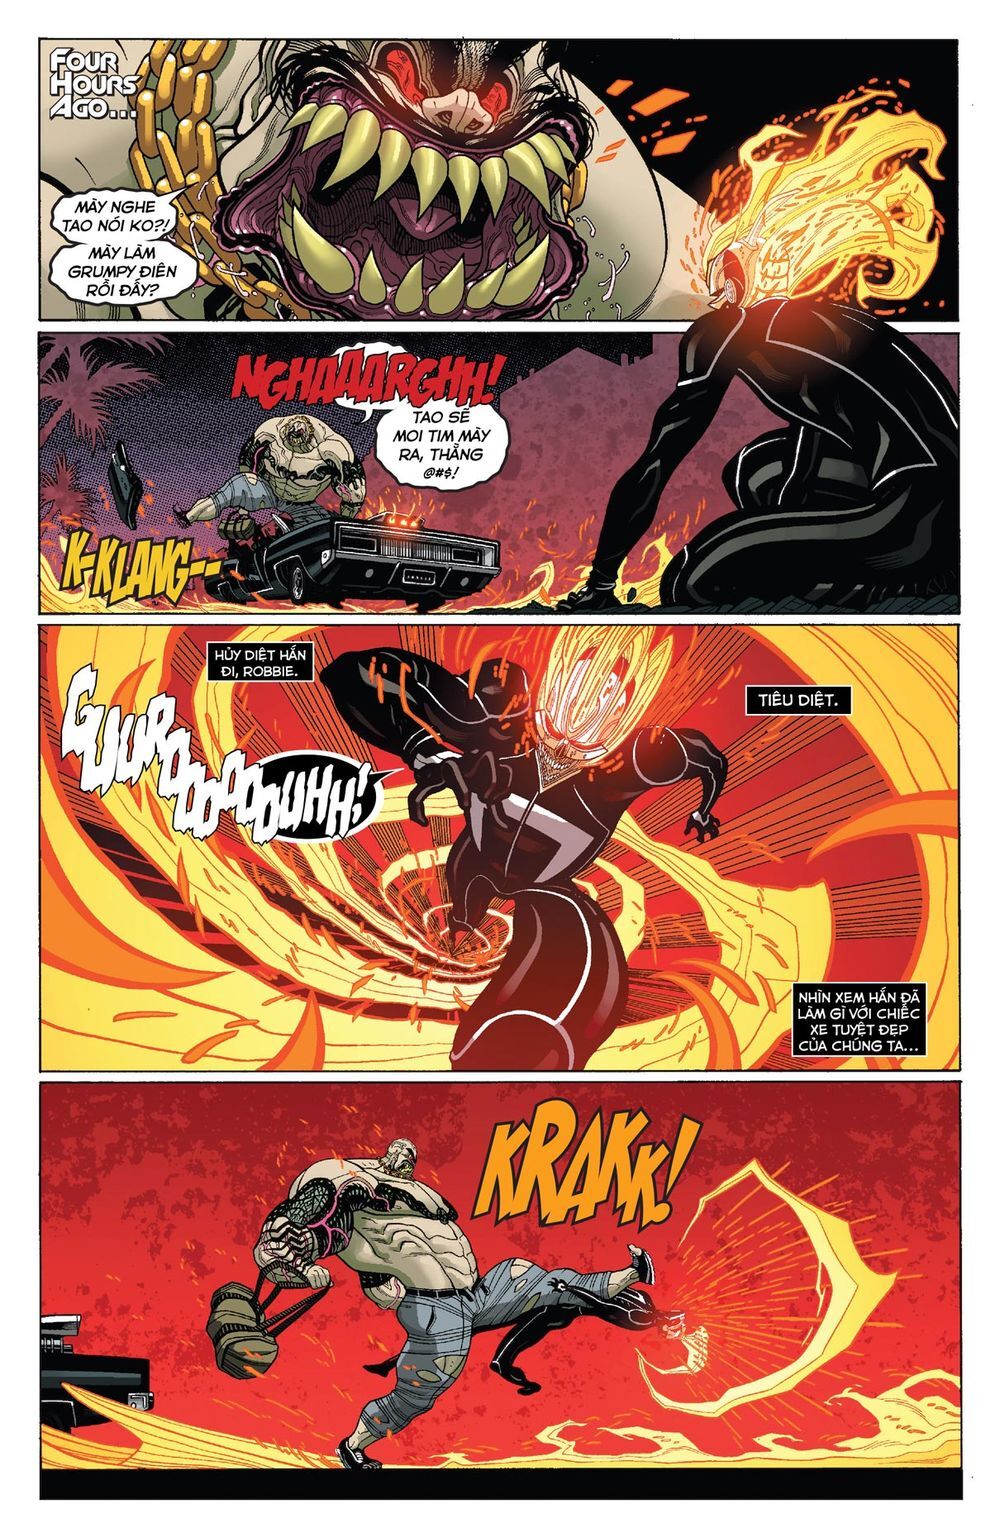 FOUR
HOURS
AGO...
MÀY NGHE
TAO NÓI KO?!
MÀY LÀM
GRUMPY ĐIÊN
RỒI ĐẤY?
NGHAAAARGHH!
TAO SẼ
MOI TIM MÀY
RA, THẰNG
@#$!
K-KLANG--
HỦY DIỆT HẮN
ĐI, ROBBIE.
TIÊU DIỆT.
GUUROOOOOOOUHH!
NHÌN XEM HẮN ĐÃ
LÀM GÌ VỚI CHIẾC
XE TUYỆT ĐẸP
CỦA CHÚNG TA...
KRAKK!